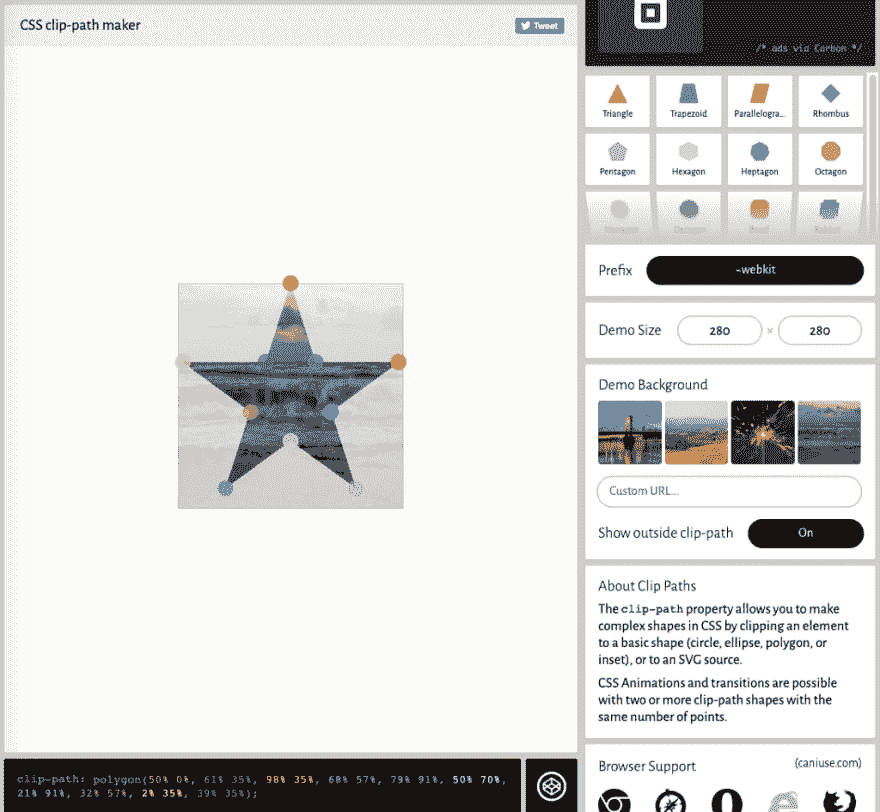 CSS clip-path maker
Tweet
/* ads via Carbon */
Triangle
Trapezoid
Parallelogra...
Rhombus
Pentagon
Hexagon
Heptagon
Octagon
Prefix
-webkit
Demo Size
280
×
280
Demo Background
Custom URL...
Show outside clip-path
On
About Clip Paths
The clip-path property allows you to make
complex shapes in CSS by clipping an element
to a basic shape (circle, ellipse, polygon, or
inset), or to an SVG source.
CSS Animations and transitions are possible
with two or more clip-path shapes with the
same number of points.
Browser Support
(caniuse.com)
clip-path: polygon(50% 0%, 61% 35%, 98% 35%, 68% 57%, 79% 91%, 50% 70%,
21% 91%, 32% 57%, 2% 35%, 39% 35%);